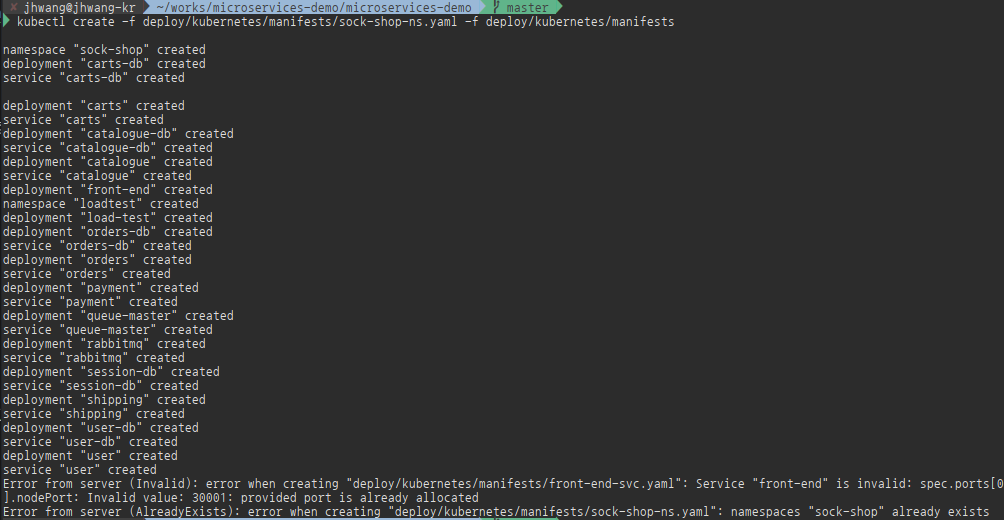 ✘ jhwang@jhwang-kr ~/works/microservices-demo/microservices-demo master
kubectl create -f deploy/kubernetes/manifests/sock-shop-ns.yaml -f deploy/kubernetes/manifests
namespace "sock-shop" created
deployment "carts-db" created
service "carts-db" created
deployment "carts" created
service "carts" created
deployment "catalogue-db" created
service "catalogue-db" created
deployment "catalogue" created
service "catalogue" created
deployment "front-end" created
namespace "loadtest" created
deployment "load-test" created
deployment "orders-db" created
service "orders-db" created
deployment "orders" created
service "orders" created
deployment "payment" created
service "payment" created
deployment "queue-master" created
service "queue-master" created
deployment "rabbitmq" created
service "rabbitmq" created
deployment "session-db" created
service "session-db" created
deployment "shipping" created
service "shipping" created
deployment "user-db" created
service "user-db" created
deployment "user" created
service "user" created
Error from server (Invalid): error when creating "deploy/kubernetes/manifests/front-end-svc.yaml": Service "front-end" is invalid: spec.ports[0
].nodePort: Invalid value: 30001: provided port is already allocated
Error from server (AlreadyExists): error when creating "deploy/kubernetes/manifests/sock-shop-ns.yaml": namespaces "sock-shop" already exists